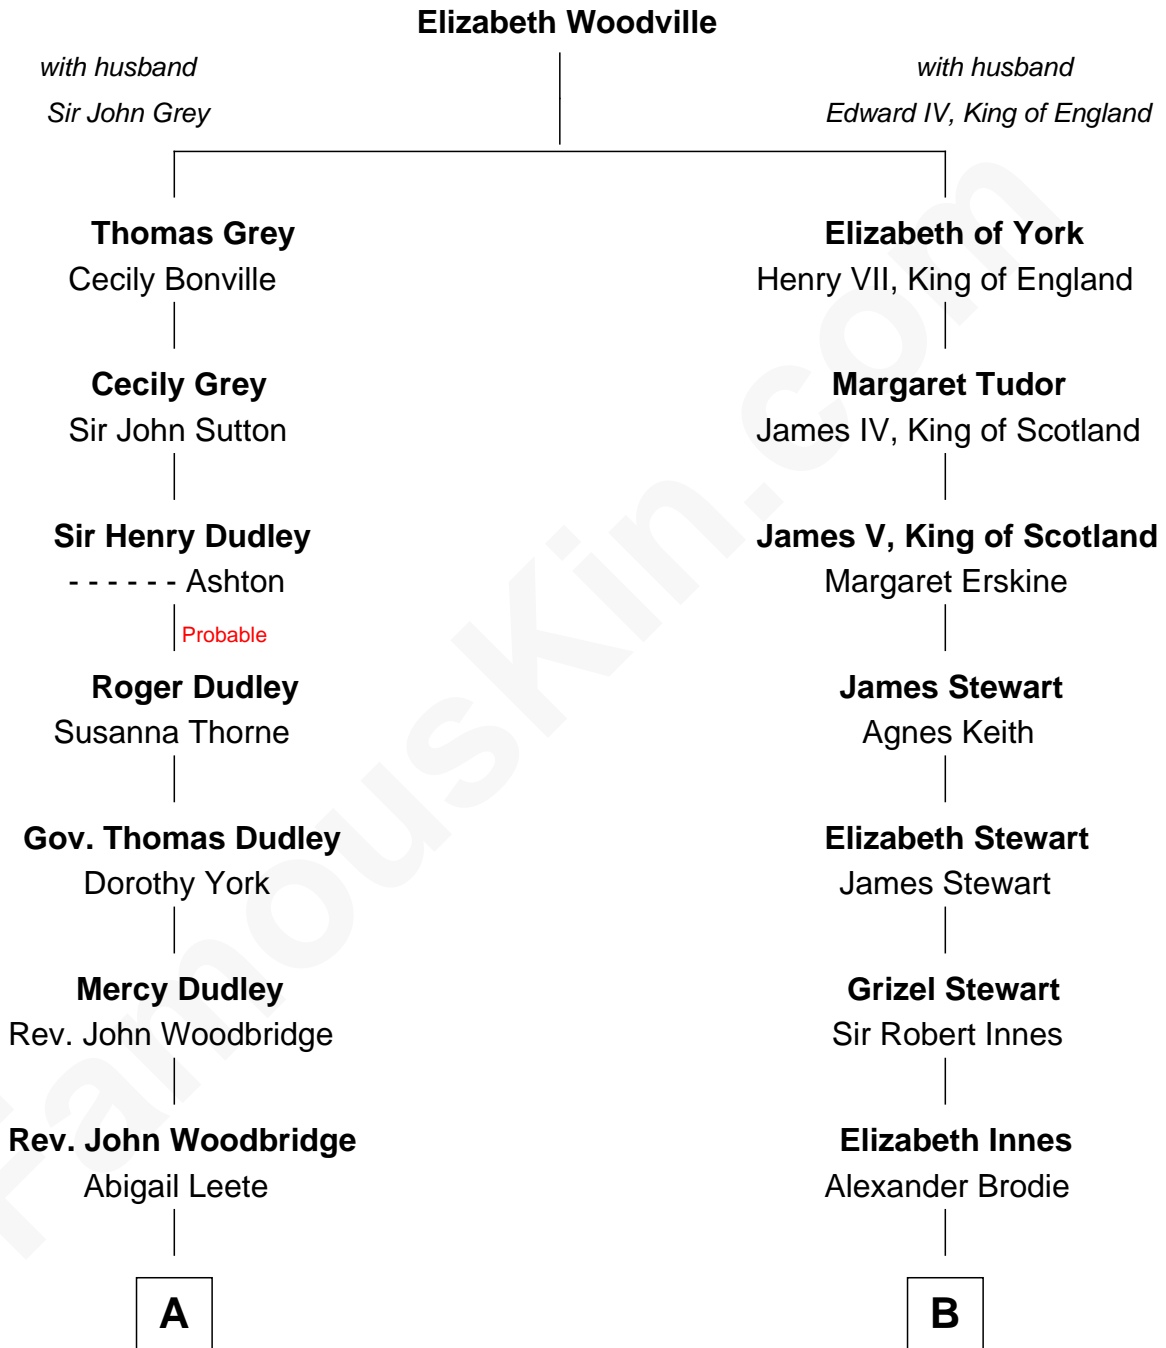 Elizabeth Woodville
with husband
Sir John Grey
with husband
Edward IV, King of England
Thomas Grey
Cecily Bonville
Elizabeth of York
Henry VII, King of England
Cecily Grey
Sir John Sutton
Margaret Tudor
James IV, King of Scotland
Sir Henry Dudley
- - - - - - Ashton
James V, King of Scotland
Margaret Erskine
Probable
Roger Dudley
Susanna Thorne
James Stewart
Agnes Keith
Gov. Thomas Dudley
Dorothy York
Elizabeth Stewart
James Stewart
Mercy Dudley
Rev. John Woodbridge
Grizel Stewart
Sir Robert Innes
Rev. John Woodbridge
Abigail Leete
Elizabeth Innes
Alexander Brodie
A
B
FamousKin.com